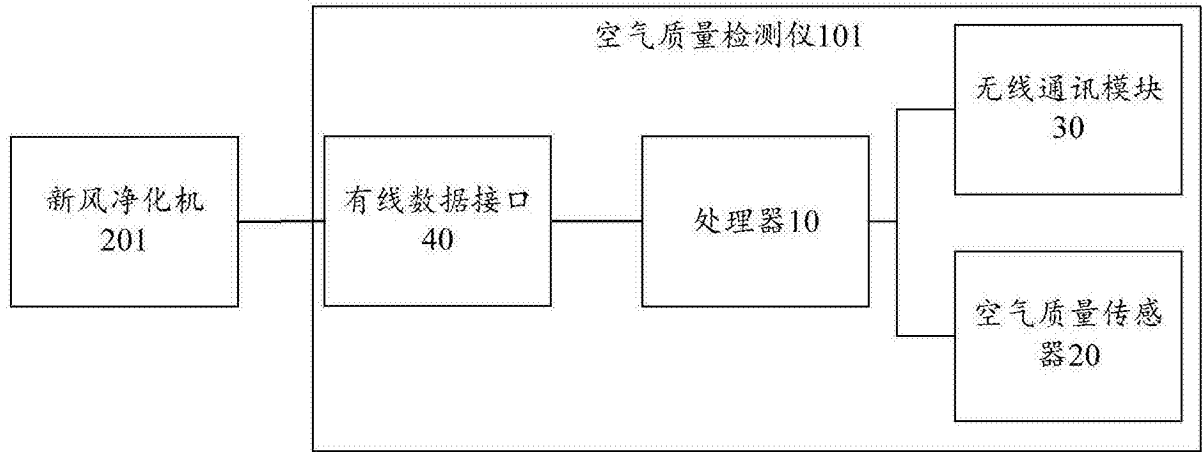 空气质量检测仪101
新风净化机
201
有线数据接口
40
处理器10
无线通讯模块
30
空气质量传感
器20